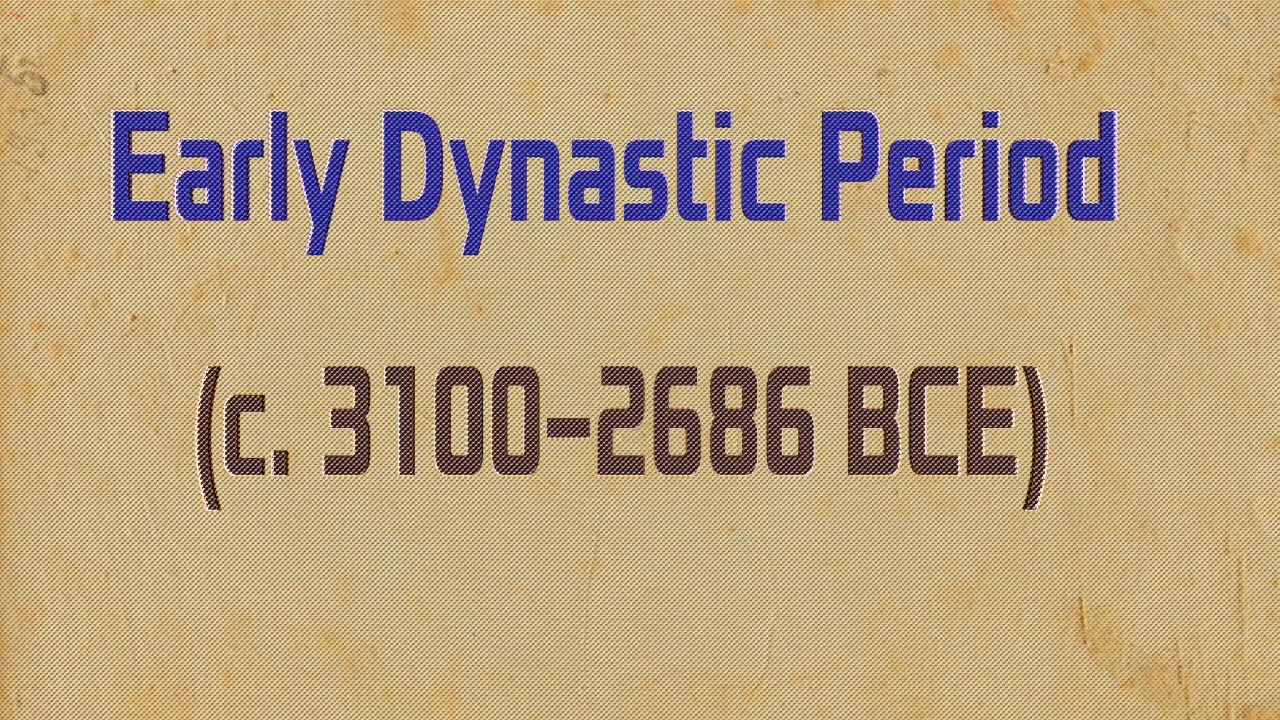 Early Dynastic Period
(c. 3100–2686 BCE)